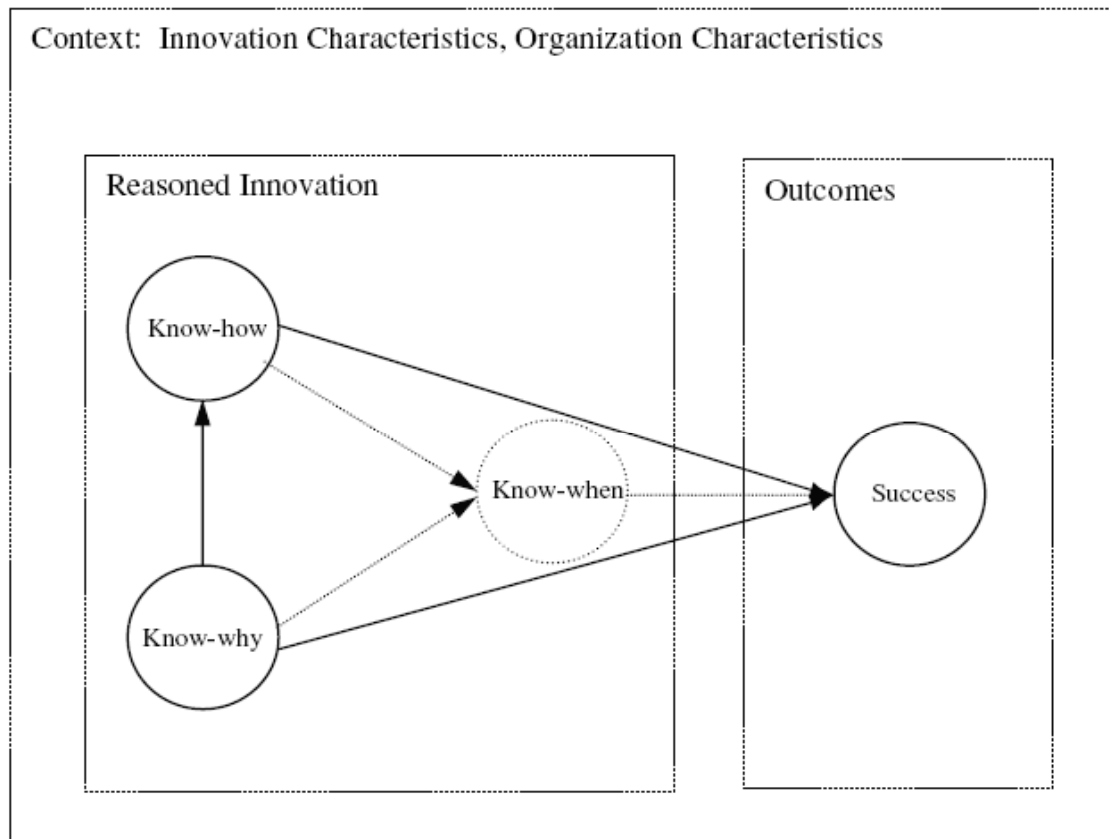 Context: Innovation Characteristics, Organization Characteristics
Reasoned Innovation
Outcomes
Know-how
Know-when
Success
Know-why